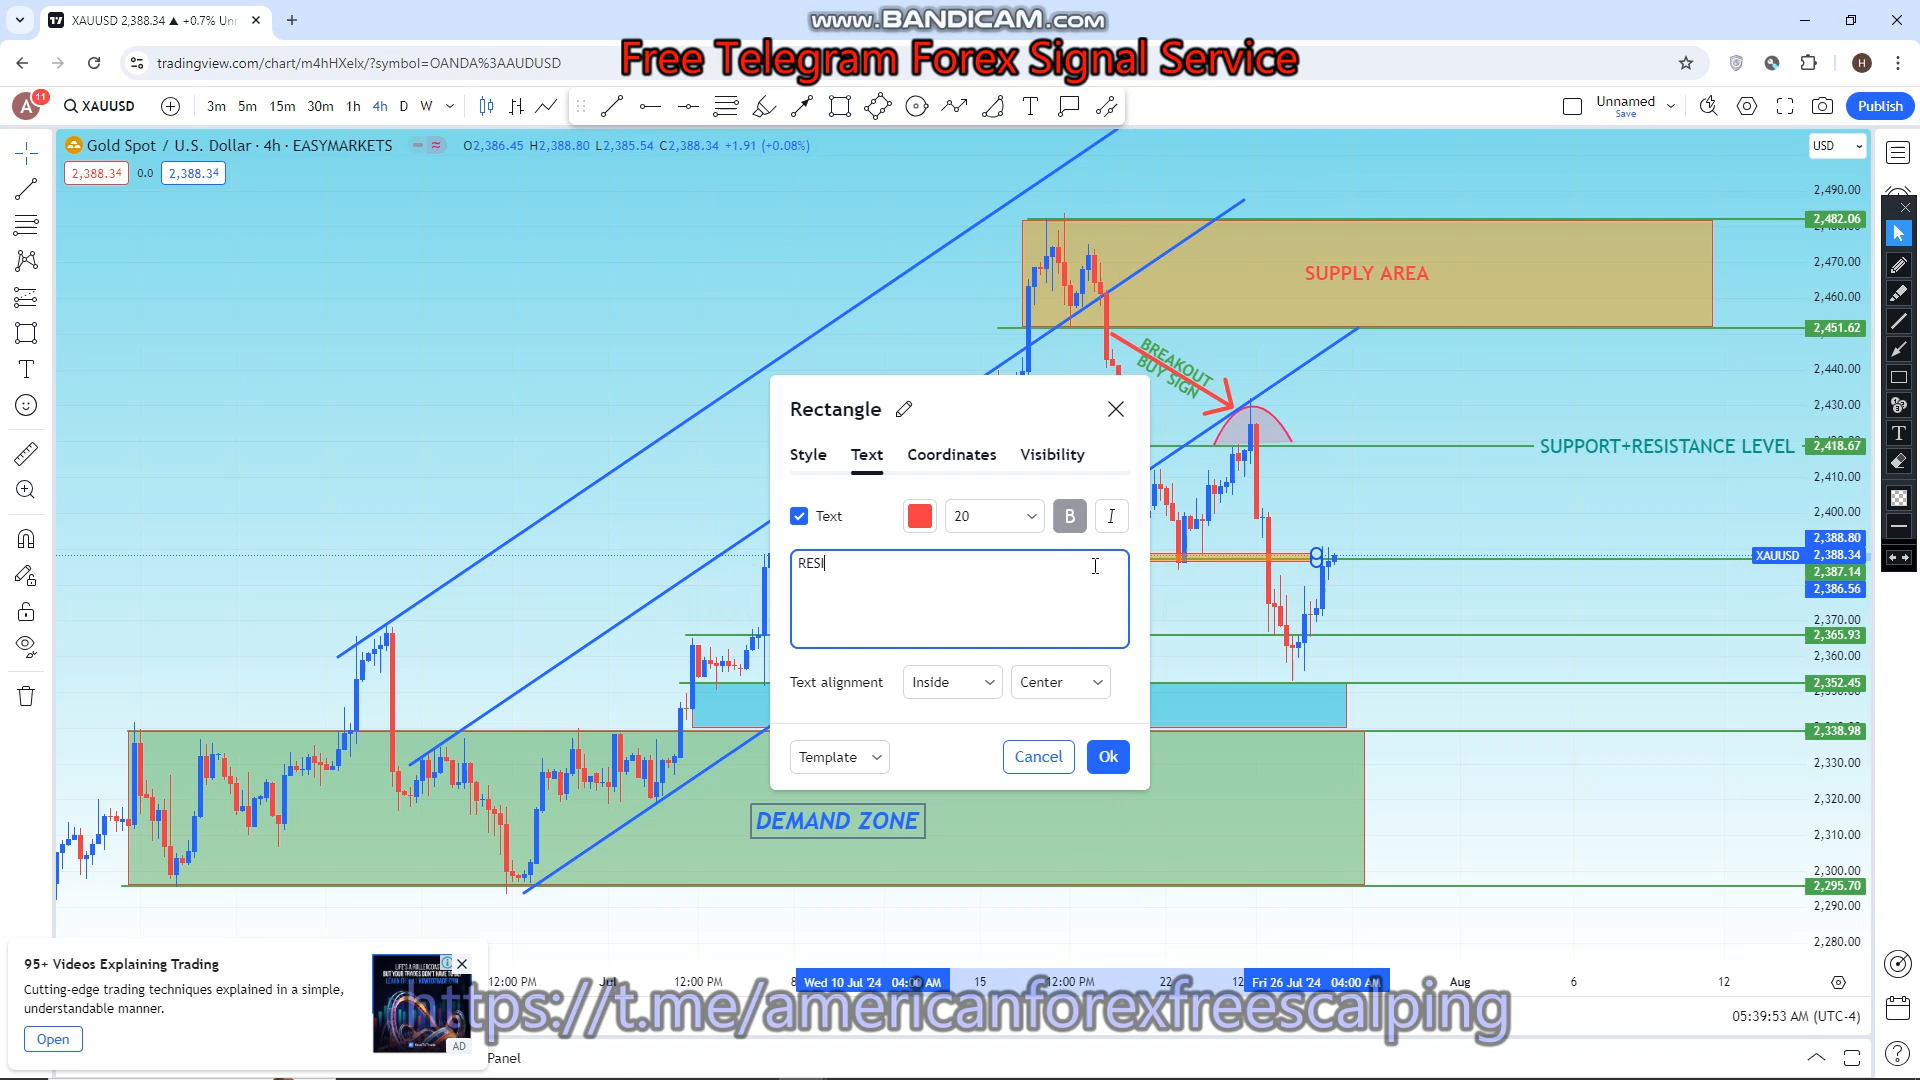 XAUUSD 2,388.34 ▲ +0.7% Un
www.BANDICAM.com
tradingview.com/chart/m4hHXelx/?symbol=OANDA%3AAUDUSD
Free Telegram Forex Signal Service
H
A 11
XAUUSD
3m 5m 15m 30m 1h 4h D W
Unnamed
Save
Publish
Gold Spot / U.S. Dollar · 4h · EASYMARKETS
O2,386.45 H2,388.80 L2,385.54 C2,388.34 +1.91 (+0.08%)
USD
2,388.34 0.0 2,388.34
2,490.00
2,482.06
2,470.00
SUPPLY AREA
2,460.00
2,451.62
BREAKOUT
BUY SIGN
2,440.00
2,430.00
SUPPORT+RESISTANCE LEVEL
2,418.67
2,410.00
2,400.00
2,388.80
XAUUSD 2,388.34
2,387.14
2,386.56
2,370.00
2,365.93
2,360.00
2,352.45
2,338.98
2,330.00
2,320.00
2,310.00
2,300.00
2,295.70
2,290.00
2,280.00
Rectangle
Style Text Coordinates Visibility
Text 20 B I
RESI
Text alignment Inside Center
Template Cancel Ok
DEMAND ZONE
95+ Videos Explaining Trading
Cutting-edge trading techniques explained in a simple,
understandable manner.
Open
AD
12:00 PM Jul 12:00 PM 8 Wed 10 Jul '24 04:00 AM 15 12:00 PM 22 12 Fri 26 Jul '24 04:00 AM Aug 6 12
https://t.me/americanforexfreescalping
05:39:53 AM (UTC-4)
Panel